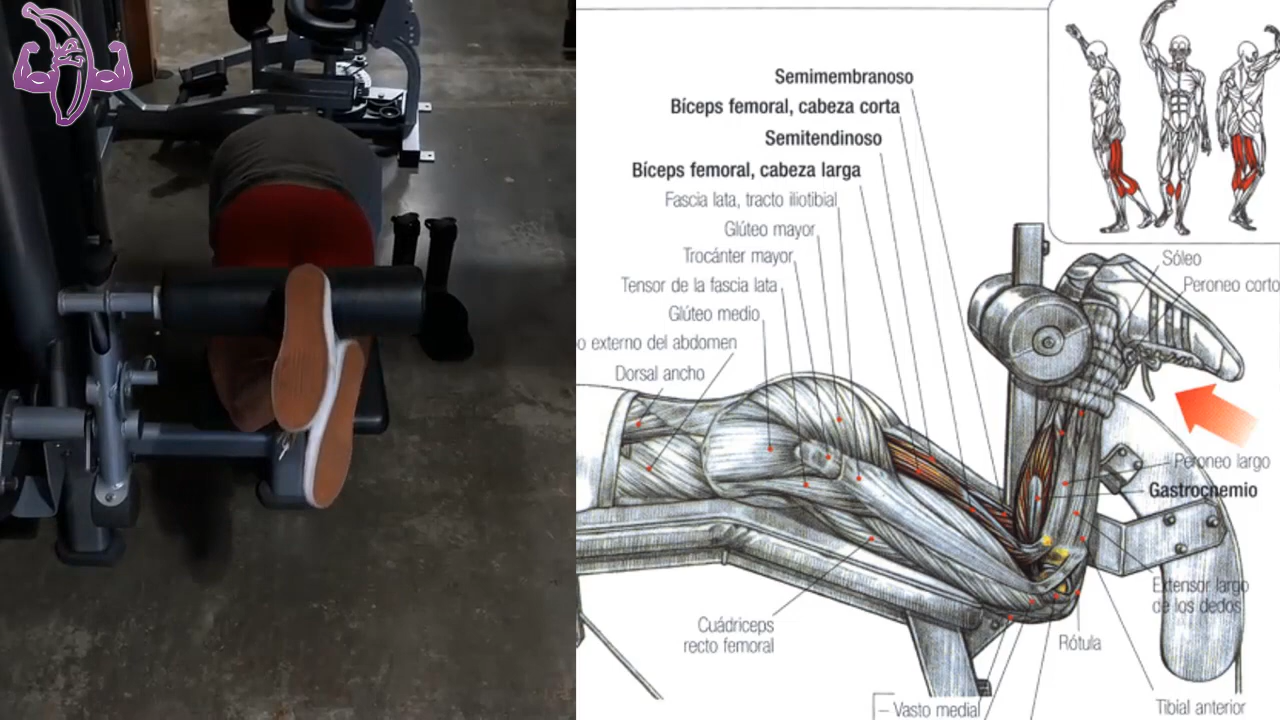 Semimembranoso
Bíceps femoral, cabeza corta
Semitendinoso
Bíceps femoral, cabeza larga
Fascia lata, tracto iliotibial
Glúteo mayor
Trocánter mayor
Tensor de la fascia lata
Glúteo medio
o externo del abdomen
Dorsal ancho
Sóleo
Peroneo corto
Peroneo largo
Gastrocnemio
Extensor largo
de los dedos
Cuádriceps
recto femoral
Rótula
Vasto medial
Tibial anterior